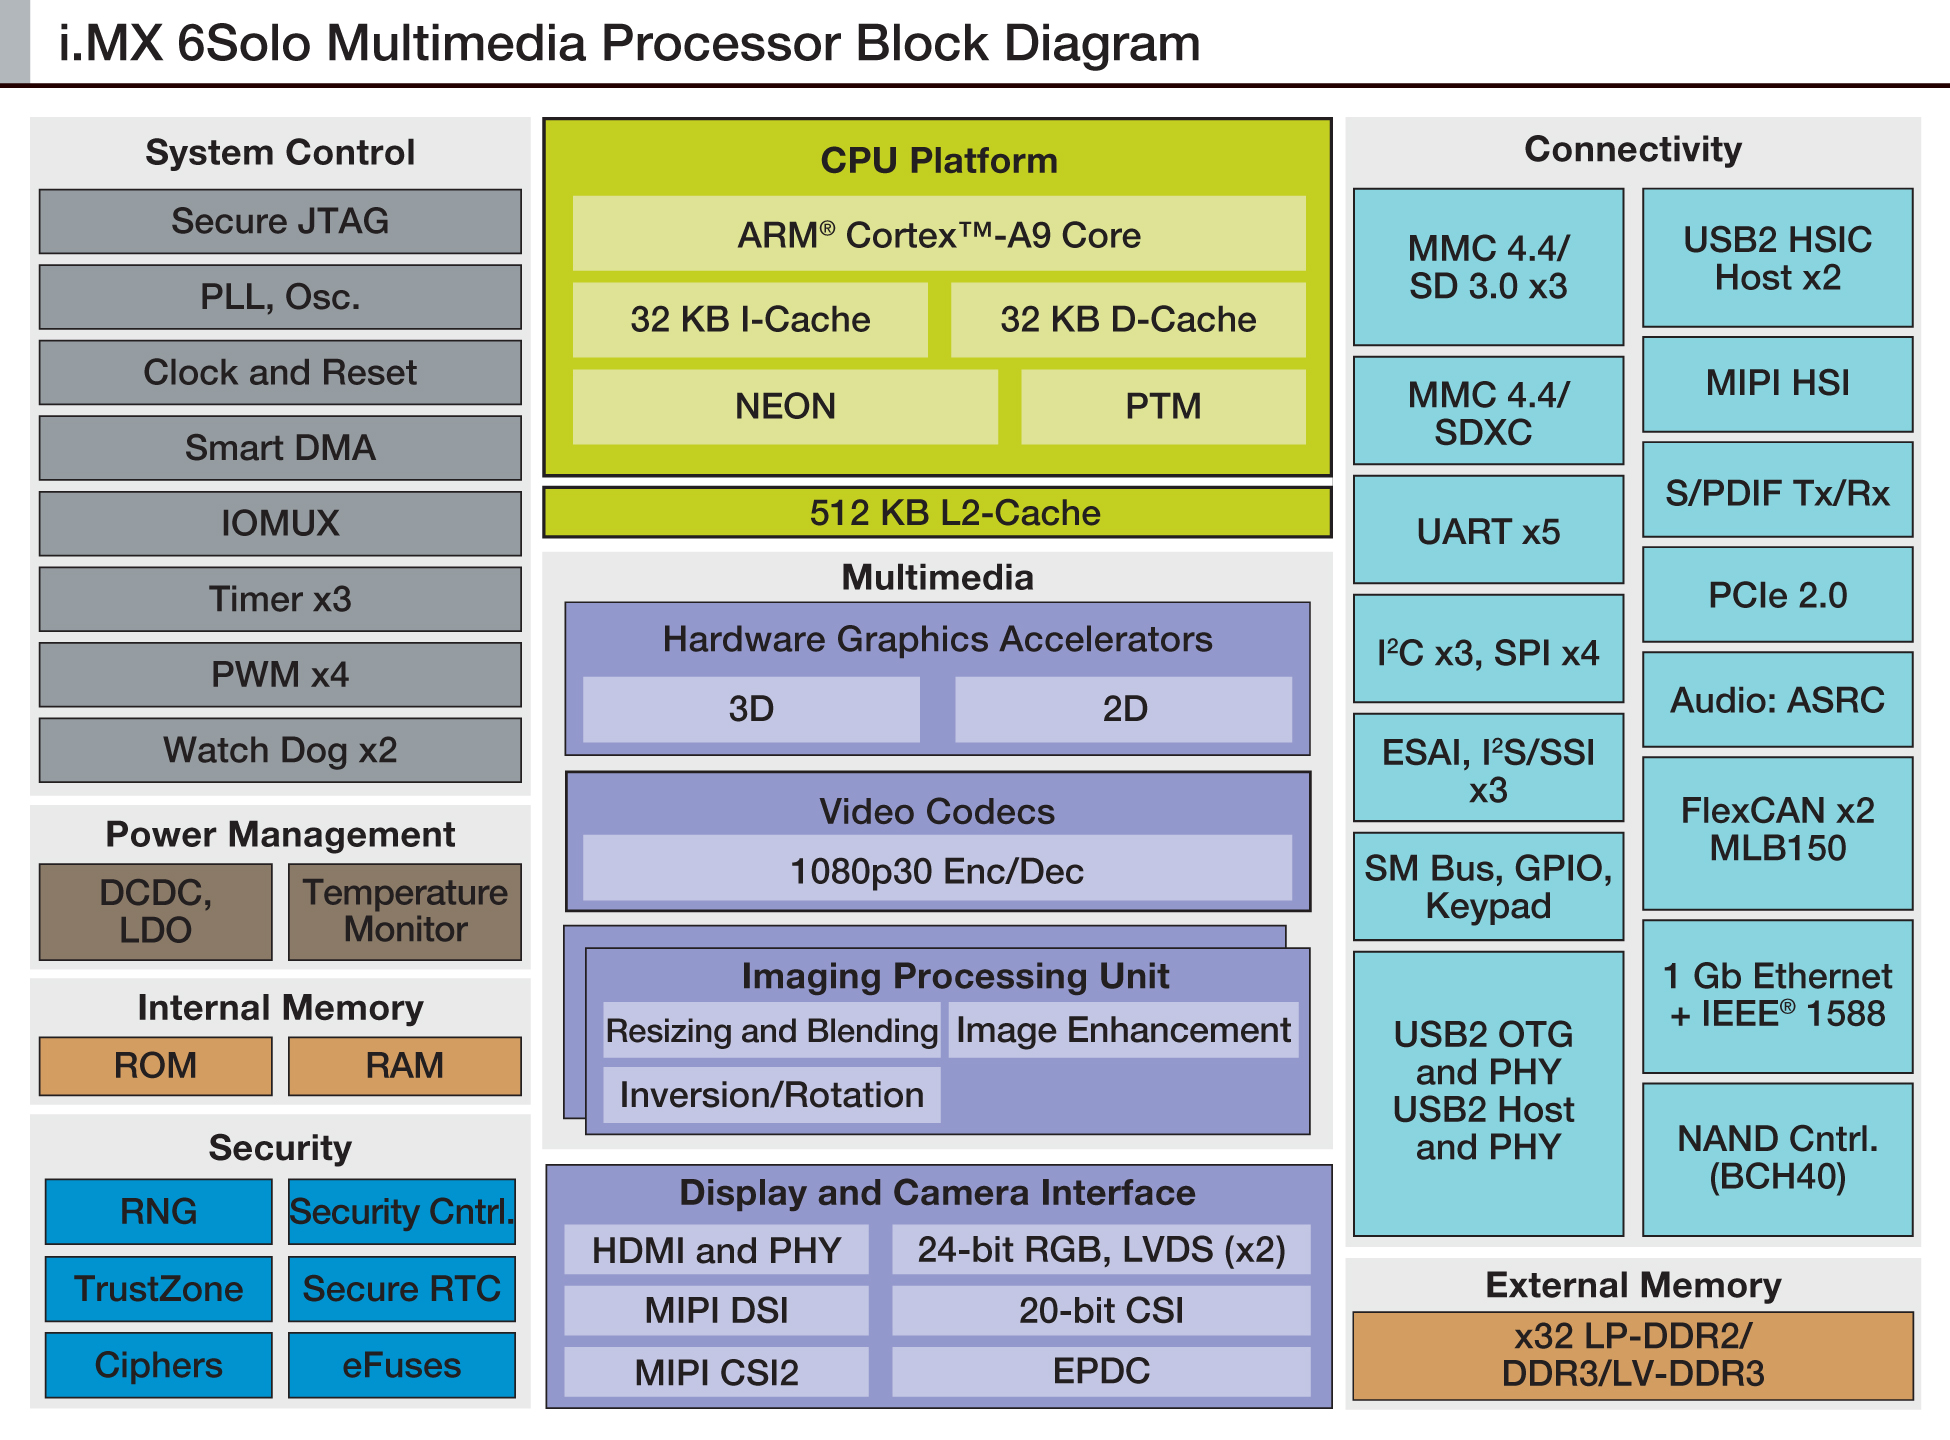 i.MX 6Solo Multimedia Processor Block Diagram
System Control
Secure JTAG
PLL, Osc.
Clock and Reset
Smart DMA
IOMUX
Timer x3
PWM x4
Watch Dog x2
Power Management
DCDC,
LDO
Temperature
Monitor
Internal Memory
ROM
RAM
Security
RNG
Security Cntrl.
TrustZone
Secure RTC
Ciphers
eFuses
CPU Platform
ARM® Cortex™-A9 Core
32 KB I-Cache
32 KB D-Cache
NEON
PTM
512 KB L2-Cache
Multimedia
Hardware Graphics Accelerators
3D
2D
Video Codecs
1080p30 Enc/Dec
Imaging Processing Unit
Resizing and Blending
Image Enhancement
Inversion/Rotation
Display and Camera Interface
HDMI and PHY
24-bit RGB, LVDS (x2)
MIPI DSI
20-bit CSI
MIPI CSI2
EPDC
Connectivity
MMC 4.4/
SD 3.0 x3
MMC 4.4/
SDXC
UART x5
I²C x3, SPI x4
ESAI, I²S/SSI
x3
SM Bus, GPIO,
Keypad
USB2 OTG
and PHY
USB2 Host
and PHY
USB2 HSIC
Host x2
MIPI HSI
S/PDIF Tx/Rx
PCIe 2.0
Audio: ASRC
FlexCAN x2
MLB150
1 Gb Ethernet
+ IEEE® 1588
NAND Cntrl.
(BCH40)
External Memory
x32 LP-DDR2/
DDR3/LV-DDR3